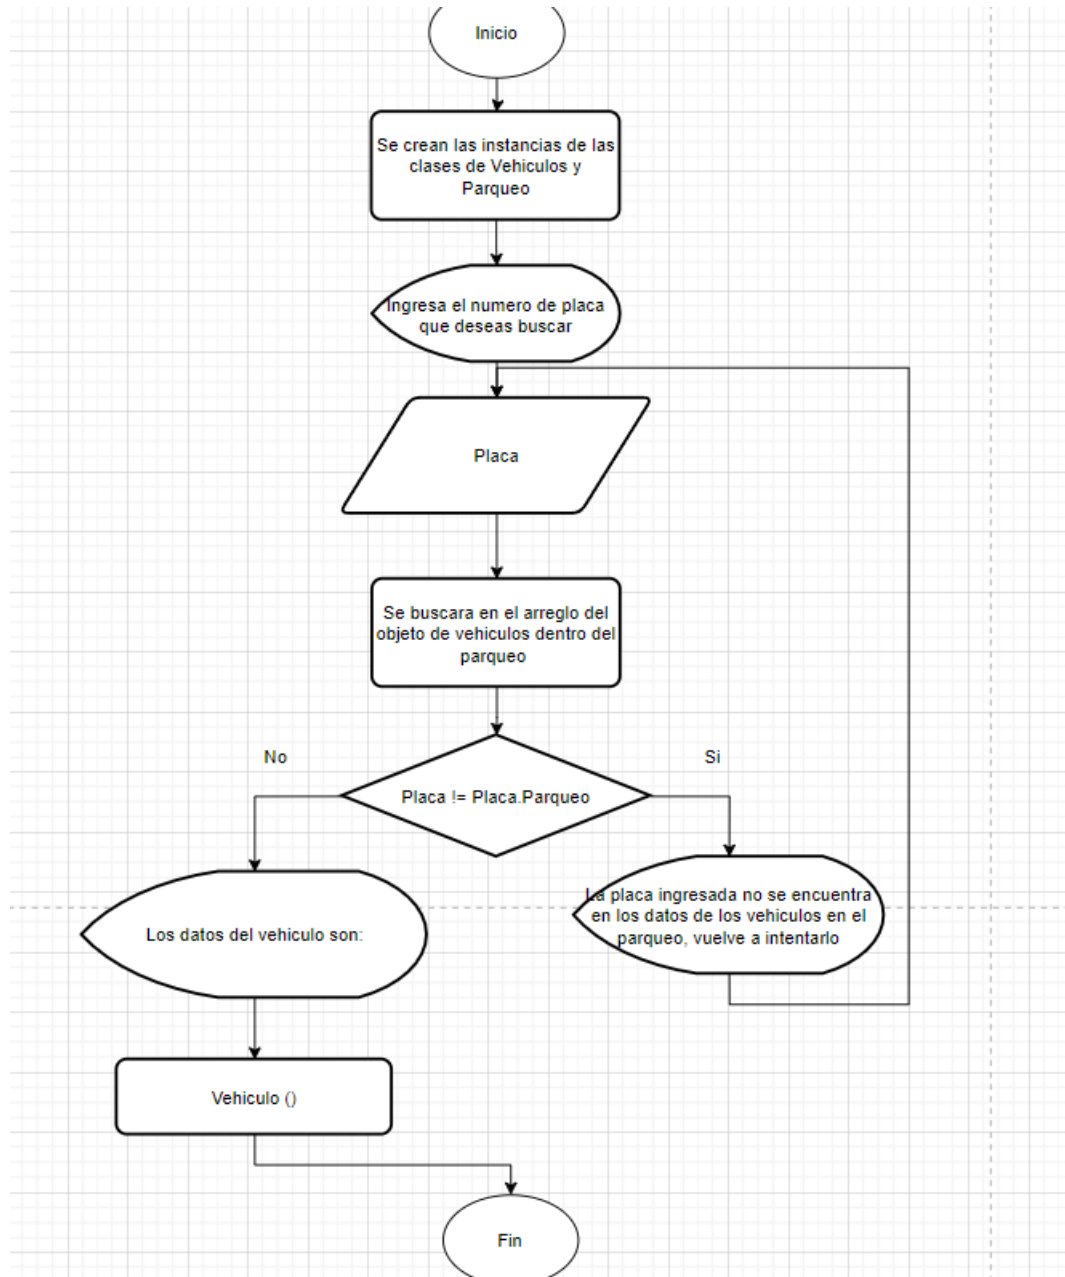 Inicio
Se crean las instancias de las
clases de Vehiculos y
Parqueo
Ingresa el numero de placa
que deseas buscar
Placa
Se buscara en el arreglo del
objeto de vehiculos dentro del
parqueo
No
Si
Placa != Placa.Parqueo
La placa ingresada no se encuentra
en los datos de los vehiculos en el
parqueo, vuelve a intentarlo
Los datos del vehiculo son:
Vehiculo ()
Fin